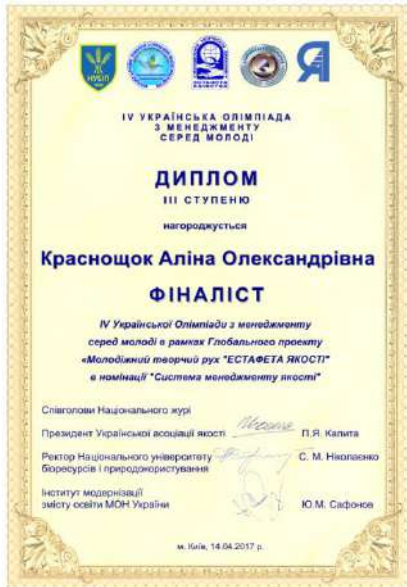 НУБІП
Я
IV УКРАЇНСЬКА ОЛІМПІАДА
З МЕНЕДЖМЕНТУ
СЕРЕД МОЛОДІ
ДИПЛОМ
III СТУПЕНЮ
нагороджується
Краснощок Аліна Олександрівна
ФІНАЛІСТ
IV Української Олімпіади з менеджменту
серед молоді в рамках Глобального проекту
«Молодіжний творчий рух "ЕСТАФЕТА ЯКОСТІ"
в номінації "Система менеджменту якості"
Співголови Національного журі
Президент Української асоціації якості П.Я. Калита
Ректор Національного університету
біоресурсів і природокористування С. М. Ніколаєнко
Інститут модернізації
змісту освіти МОН України Ю.М. Сафонов
м. Київ, 14.04.2017 р.